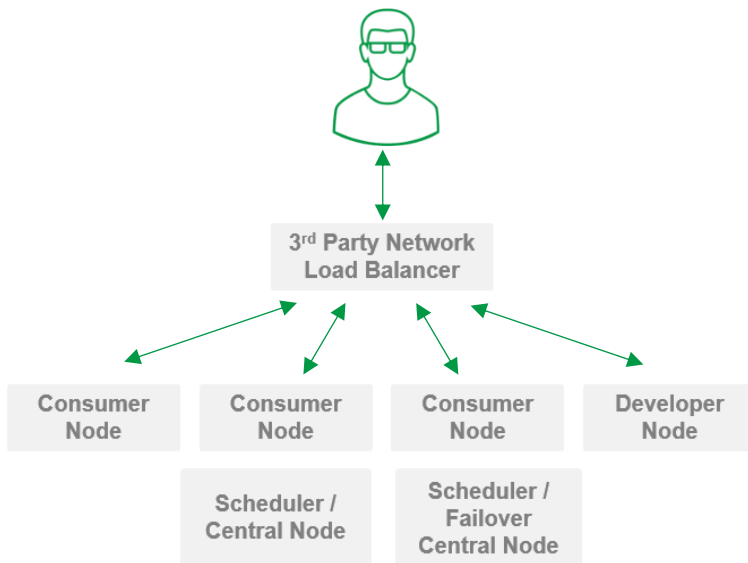 3rd Party Network
Load Balancer
Consumer
Node
Consumer
Node
Consumer
Node
Developer
Node
Scheduler /
Central Node
Scheduler /
Failover
Central Node